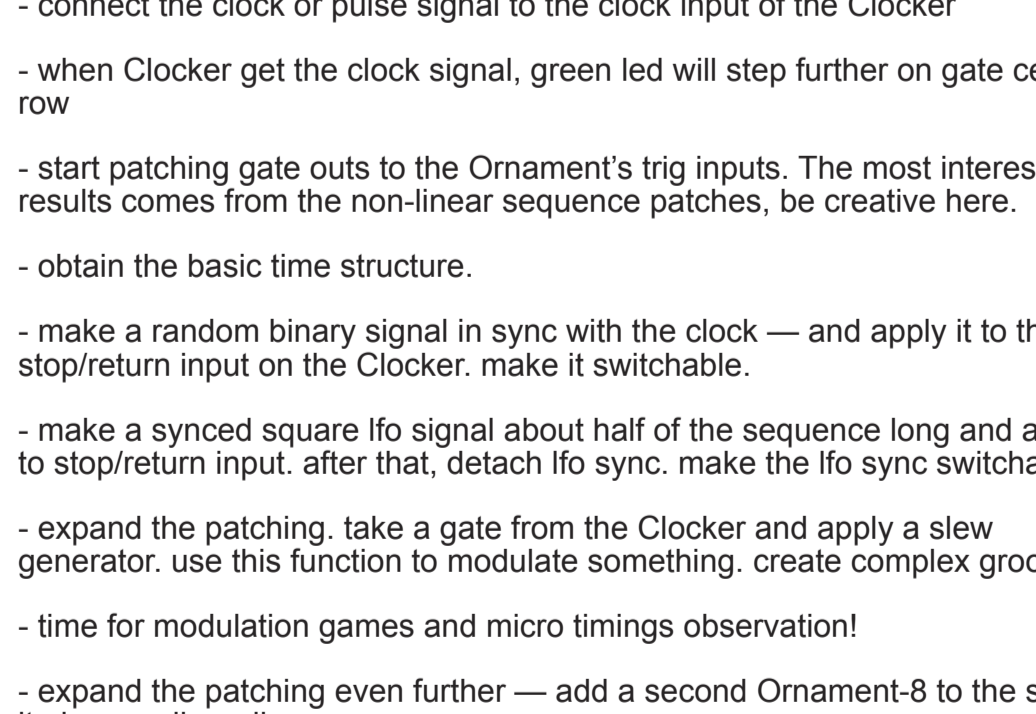 - connect the clock or pulse signal to the clock input of the Clocker
- when Clocker get the clock signal, green led will step further on gate
row
- start patching gate outs to the Ornament’s trig inputs. The most
results comes from the non-linear sequence patches, be creative here.
- obtain the basic time structure.
- make a random binary signal in sync with the clock — and apply it to
stop/return input on the Clocker. make it switchable.
- make a synced square lfo signal about half of the sequence long and
to stop/return input. after that, detach lfo sync. make the lfo sync
- expand the patching. take a gate from the Clocker and apply a slew
generator. use this function to modulate something. create complex
- time for modulation games and micro timings observation!
- expand the patching even further — add a second Ornament-8 to the